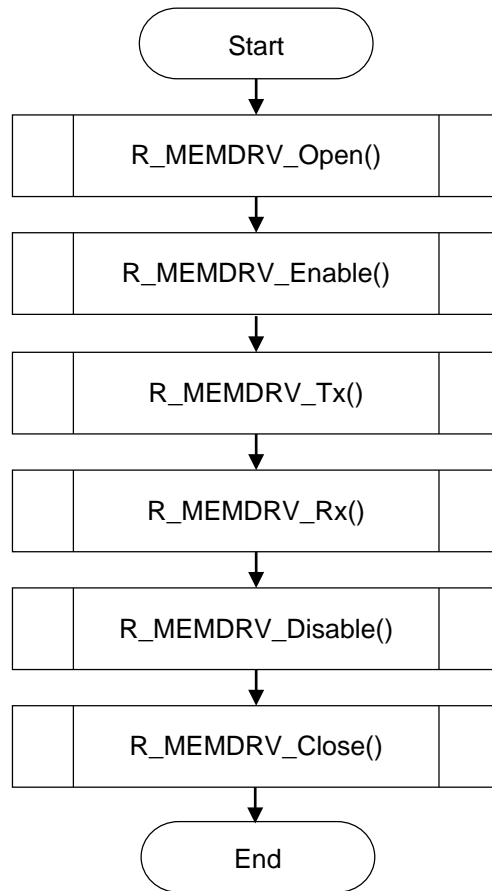 Start
R_MEMDRV_Open()
R_MEMDRV_Enable()
R_MEMDRV_Tx()
R_MEMDRV_Rx()
R_MEMDRV_Disable()
R_MEMDRV_Close()
End